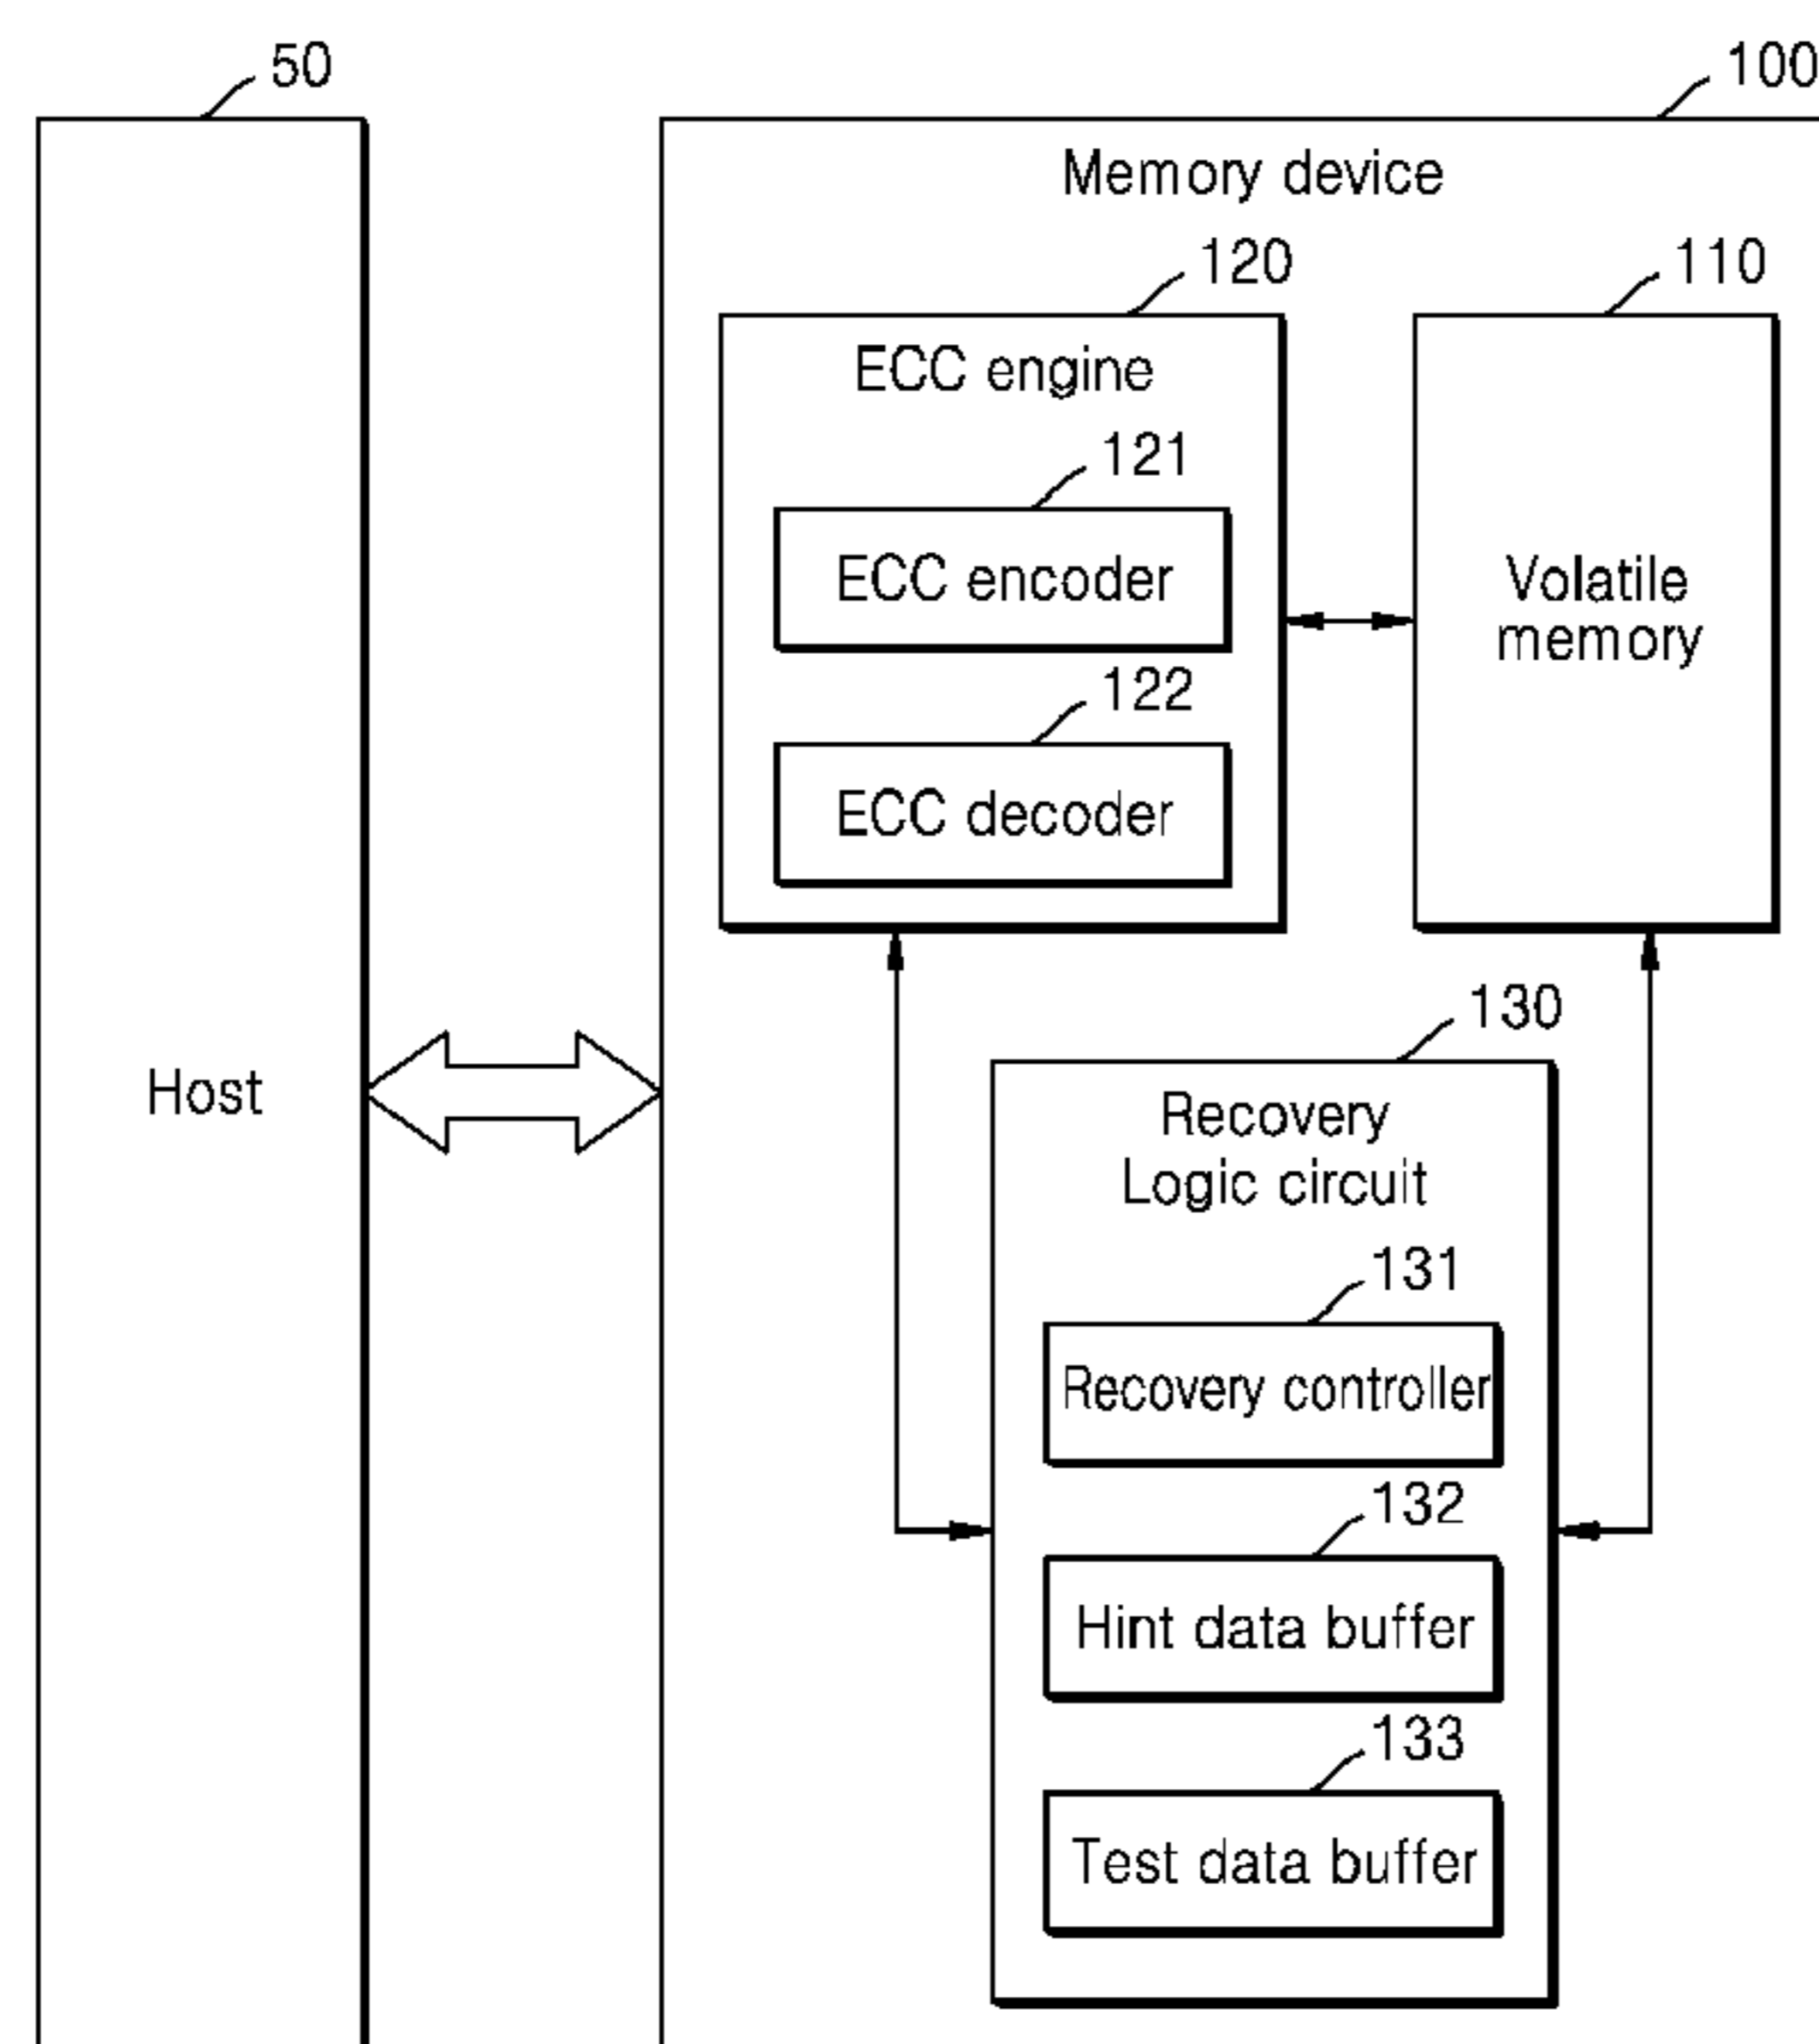 50
100
Memory device
120
110
ECC engine
121
ECC encoder
Volatile
memory
122
ECC decoder
130
Host
Recovery
Logic circuit
131
Recovery controller
132
Hint data buffer
133
Test data buffer